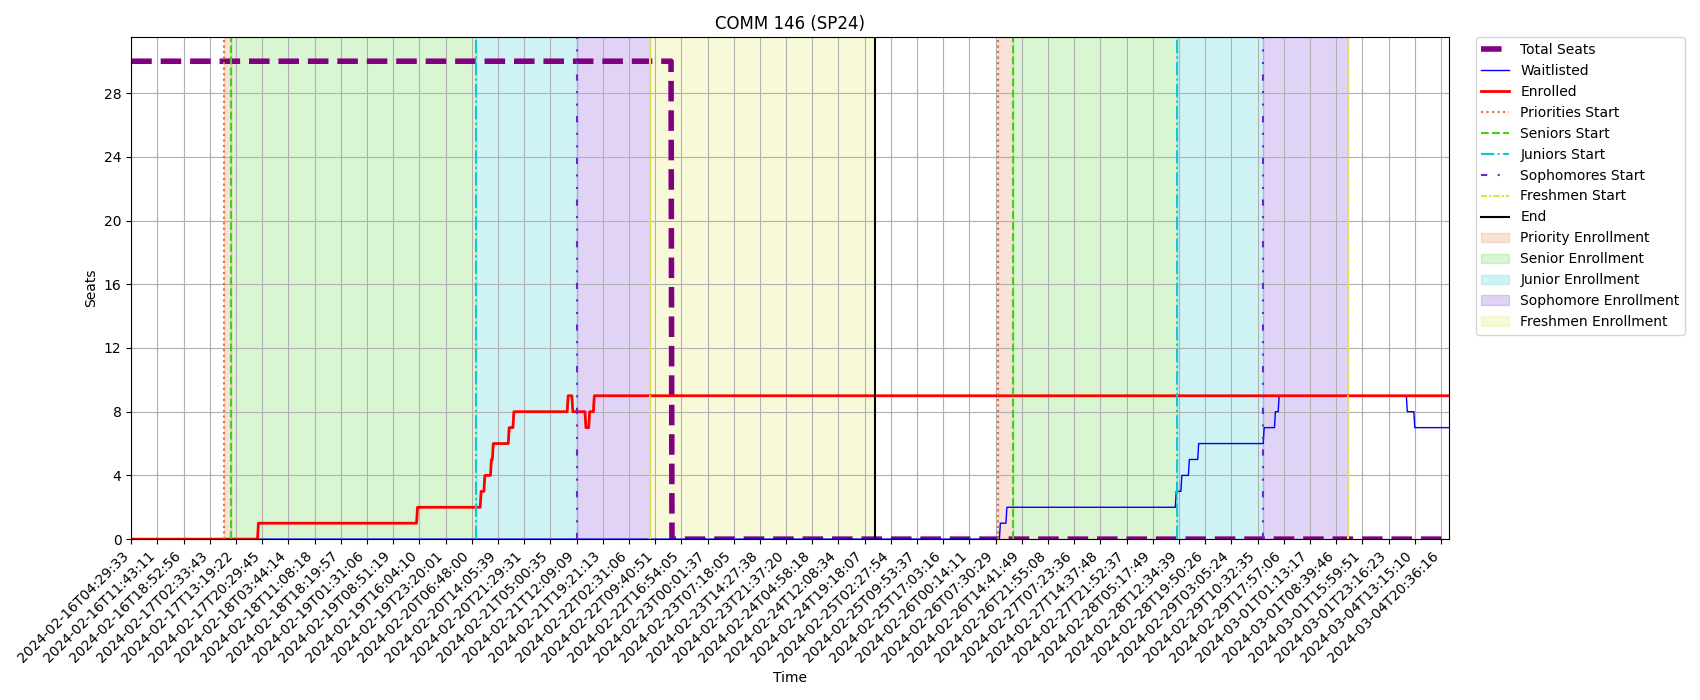 COMM 146 (SP24)
Seats
28
24
20
16
12
8
4
0
2024-02-16T04:29:33
2024-02-16T11:43:11
2024-02-16T18:52:56
2024-02-17T02:33:43
2024-02-17T13:19:22
2024-02-17T20:29:45
2024-02-18T03:44:14
2024-02-18T11:08:18
2024-02-18T18:19:57
2024-02-19T01:31:06
2024-02-19T08:51:19
2024-02-19T16:04:10
2024-02-19T23:20:01
2024-02-20T06:48:00
2024-02-20T14:05:39
2024-02-20T21:29:31
2024-02-21T05:00:35
2024-02-21T12:09:09
2024-02-21T19:21:13
2024-02-22T02:31:06
2024-02-22T09:40:51
2024-02-22T16:54:05
2024-02-23T00:01:37
2024-02-23T07:18:05
2024-02-23T14:27:38
2024-02-23T21:37:20
2024-02-24T04:58:18
2024-02-24T12:08:34
2024-02-24T19:18:07
2024-02-25T02:27:54
2024-02-25T09:53:37
2024-02-25T17:03:16
2024-02-26T00:14:11
2024-02-26T07:30:29
2024-02-26T14:41:49
2024-02-26T21:55:08
2024-02-27T07:23:36
2024-02-27T14:37:48
2024-02-27T21:52:37
2024-02-28T05:17:49
2024-02-28T12:34:39
2024-02-28T19:50:26
2024-02-29T03:05:24
2024-02-29T10:32:35
2024-02-29T17:57:06
2024-03-01T01:13:17
2024-03-01T08:39:46
2024-03-01T15:59:51
2024-03-01T23:16:23
2024-03-04T13:15:10
2024-03-04T20:36:16
Time
Total Seats
Waitlisted
Enrolled
Priorities Start
Seniors Start
Juniors Start
Sophomores Start
Freshmen Start
End
Priority Enrollment
Senior Enrollment
Junior Enrollment
Sophomore Enrollment
Freshmen Enrollment